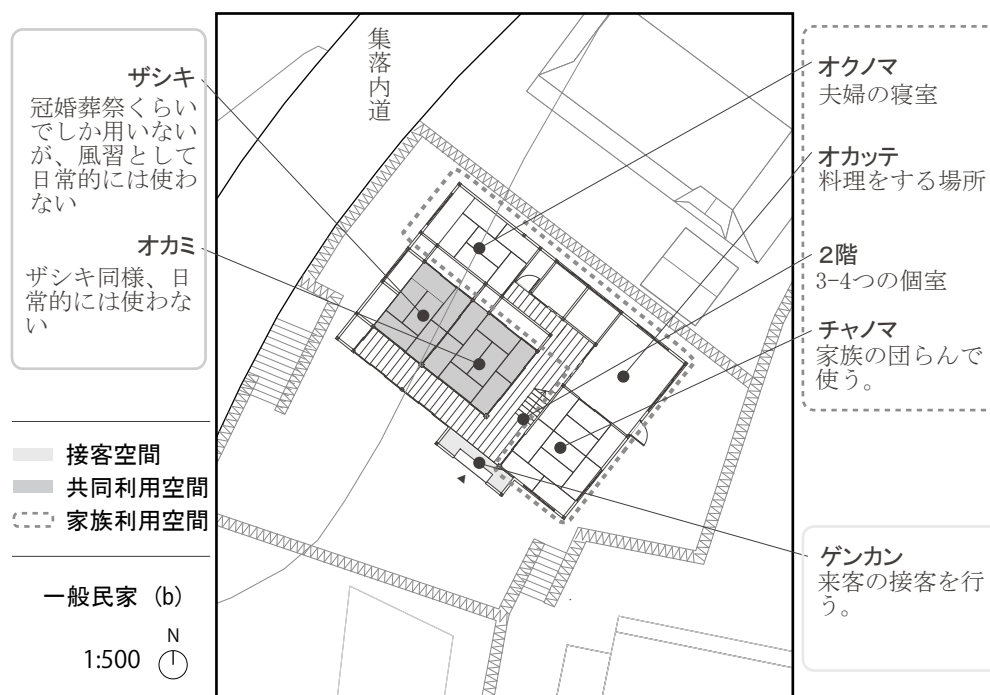 ザシキ
冠婚葬祭くらい
でしか用いない
が、風習として
日常的には使わ
ない
オカミ
ザシキ同様、日
常的には使わな
い
接客空間
共同利用空間
家族利用空間
一般民家（b）
1:500
N
集落内道
オクノマ
夫婦の寝室
オカッテ
料理をする場所
2階
3-4つの個室
チャノマ
家族の団らんで
使う。
ゲンカン
来客の接客を行
う。